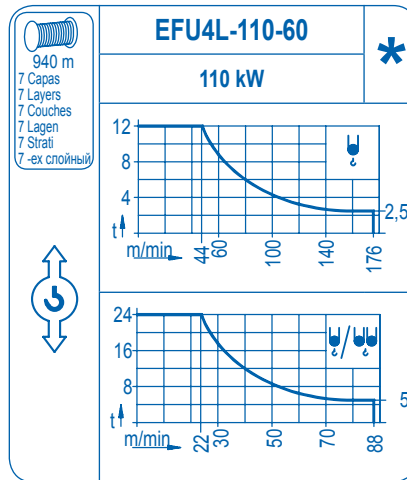 EFU4L-110-60
*
110 kW
940 m
7 Capas
7 Layers
7 Couches
7 Lagen
7 Strati
7 -ex слойный
12
8
4
2,5
t
m/min
44
60
100
140
176
24
16
8
5
t
m/min
22
30
50
70
88